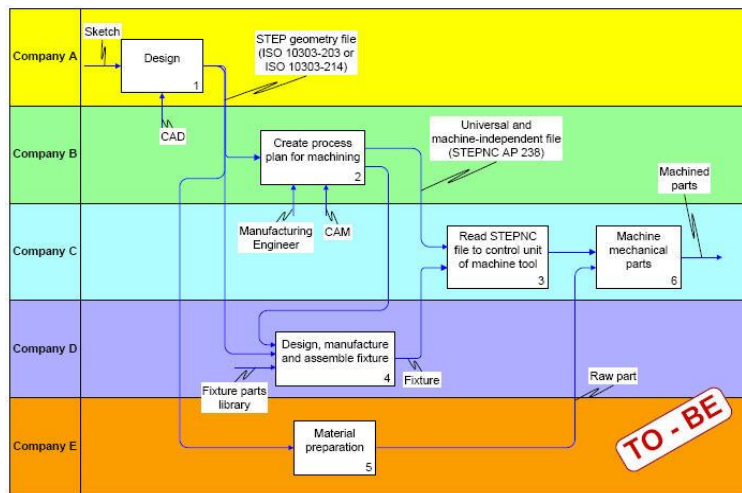 Company A
Sketch
Design
1
CAD
STEP geometry file
(ISO 10303-203 or
ISO 10303-214)
Company B
Create process
plan for machining
2
Universal and
machine-independent file
(STEPNC AP 238)
Machined
parts
Company C
Manufacturing
Engineer
CAM
Read STEPNC
file to control unit
of machine tool
3
Machine
mechanical
parts
6
Company D
Design, manufacture
and assemble fixture
4
Fixture parts
library
Fixture
Raw part
Company E
Material
preparation
5
TO - BE